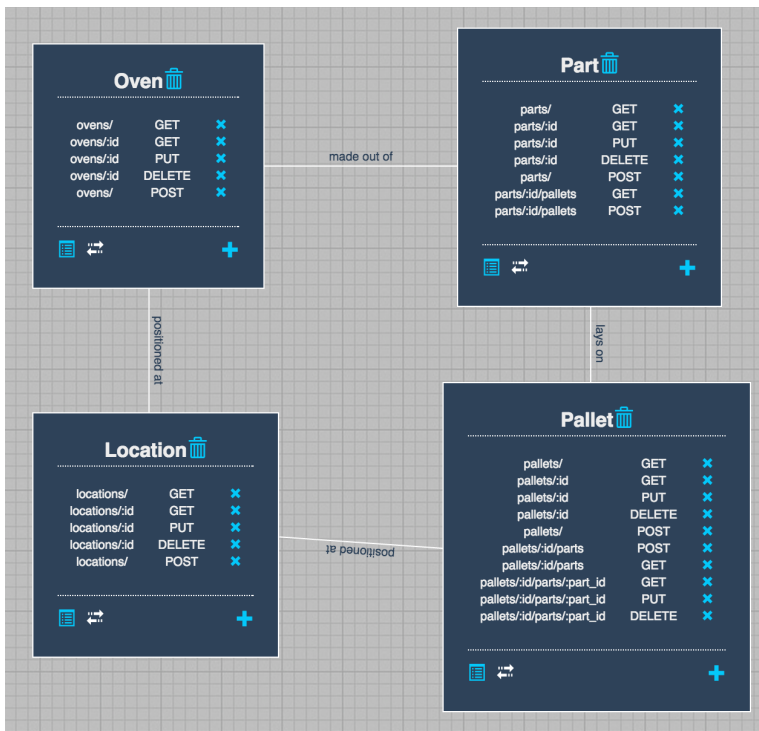 Oven
ovens/ GET
ovens/:id GET
ovens/:id PUT
ovens/:id DELETE
ovens/ POST
made out of
Part
parts/ GET
parts/:id GET
parts/:id PUT
parts/:id DELETE
parts/ POST
parts/:id/pallets GET
parts/:id/pallets POST
positioned at
lays on
Location
locations/ GET
locations/:id GET
locations/:id PUT
locations/:id DELETE
locations/ POST
positioned at
Pallet
pallets/ GET
pallets/:id GET
pallets/:id PUT
pallets/:id DELETE
pallets/ POST
pallets/:id/parts POST
pallets/:id/parts GET
pallets/:id/parts/:part_id GET
pallets/:id/parts/:part_id PUT
pallets/:id/parts/:part_id DELETE